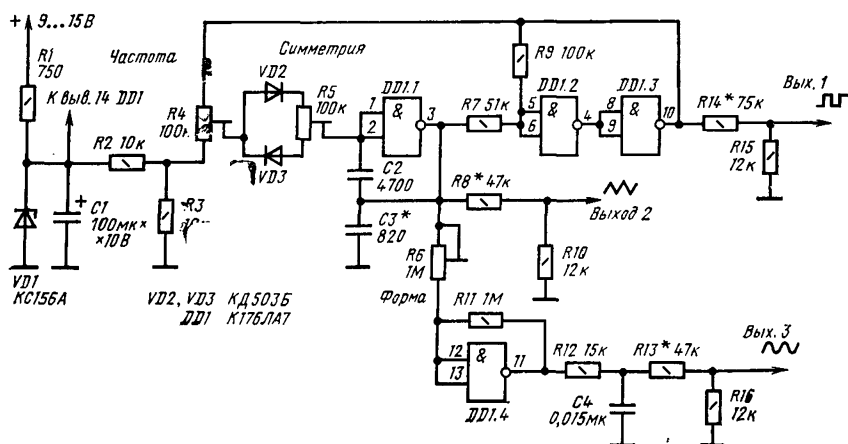 + 9...15В
R1
750
Частота
Симметрия
К выв. 14 DD1
R2 10к
R4
100к
VD2
R5
100к
VD3
DD1.1
1
2
&
3
R7 51к
R9 100к
DD1.2
5
6
&
4
DD1.3
8
9
&
10
R14* 75к
Вых. 1
R15
12к
C2
4700
R8* 47к
Выход 2
C1
100мк×
×10В
+
R3
C3*
820
R6
1М
Форма
R10
12к
VD1
КС156А
VD2, VD3 КД503Б
DD1 К176ЛА7
R11 1М
12
13
&
11
DD1.4
R12 15к
R13* 47к
Вых. 3
C4
0,015мк
R16
12к